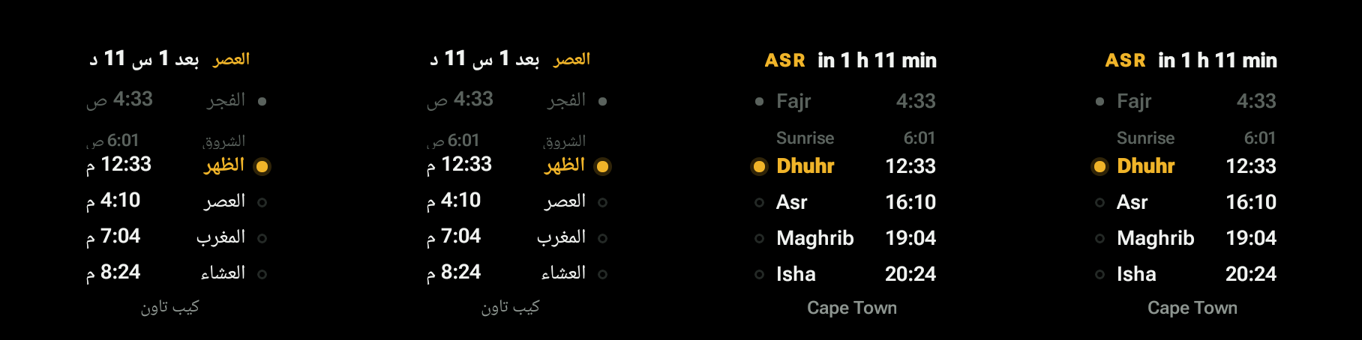 العصر بعد 1 س 11 د
الفجر 4:33 ص
الشروق 6:01 ص
الظهر 12:33 م
العصر 4:10 م
المغرب 7:04 م
العشاء 8:24 م
كيب تاون
العصر بعد 1 س 11 د
الفجر 4:33 ص
الشروق 6:01 ص
الظهر 12:33 م
العصر 4:10 م
المغرب 7:04 م
العشاء 8:24 م
كيب تاون
ASR in 1 h 11 min
Fajr 4:33
Sunrise 6:01
Dhuhr 12:33
Asr 16:10
Maghrib 19:04
Isha 20:24
Cape Town
ASR in 1 h 11 min
Fajr 4:33
Sunrise 6:01
Dhuhr 12:33
Asr 16:10
Maghrib 19:04
Isha 20:24
Cape Town